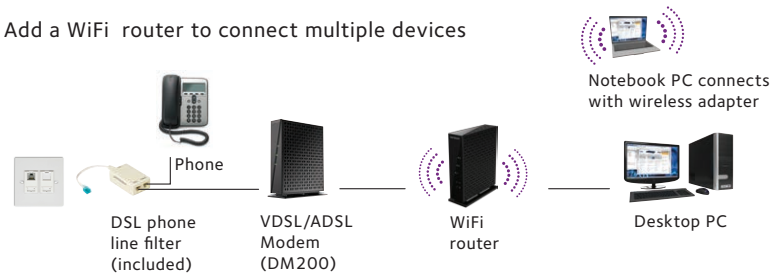 Add a WiFi router to connect multiple devices
Notebook PC connects
with wireless adapter
Phone
DSL phone
line filter
(included)
VDSL/ADSL
Modem
(DM200)
WiFi
router
Desktop PC